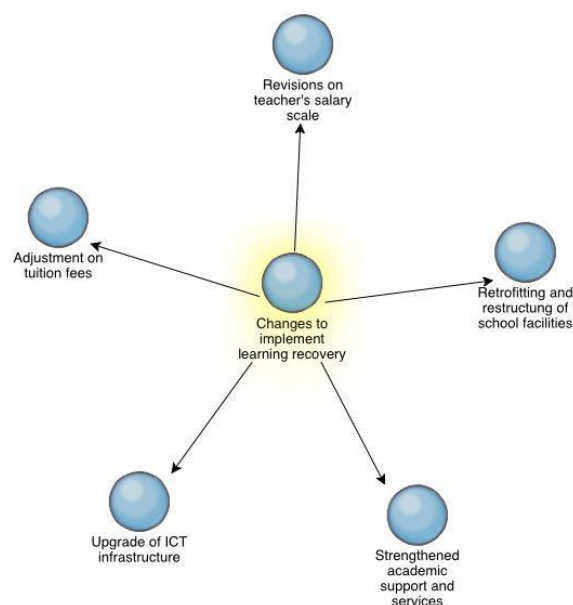 Revisions on
teacher's salary
scale
Adjustment on
tuition fees
Retrofitting and
restructung of
school facilities
Changes to
implement
learning recovery
Upgrade of ICT
infrastructure
Strengthened
academic
support and
services